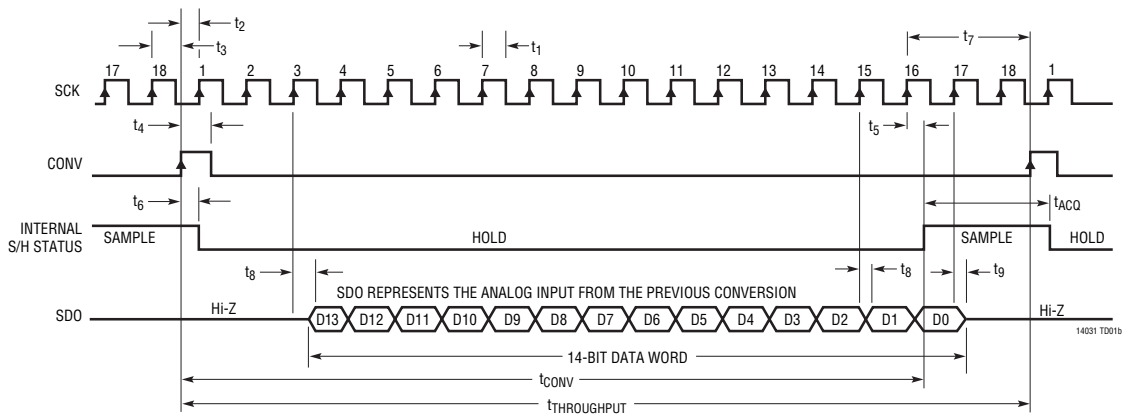 t2
t3
t1
t7
17 18 1 2 3 4 5 6 7 8 9 10 11 12 13 14 15 16 17 18 1
SCK
t4
t5
CONV
t6
tACQ
INTERNAL
S/H STATUS
SAMPLE
HOLD
SAMPLE
HOLD
t8
t8
t9
SDO REPRESENTS THE ANALOG INPUT FROM THE PREVIOUS CONVERSION
SDO
Hi-Z
D13 D12 D11 D10 D9 D8 D7 D6 D5 D4 D3 D2 D1 D0
Hi-Z
14031 TD01b
14-BIT DATA WORD
tCONV
tTHROUGHPUT